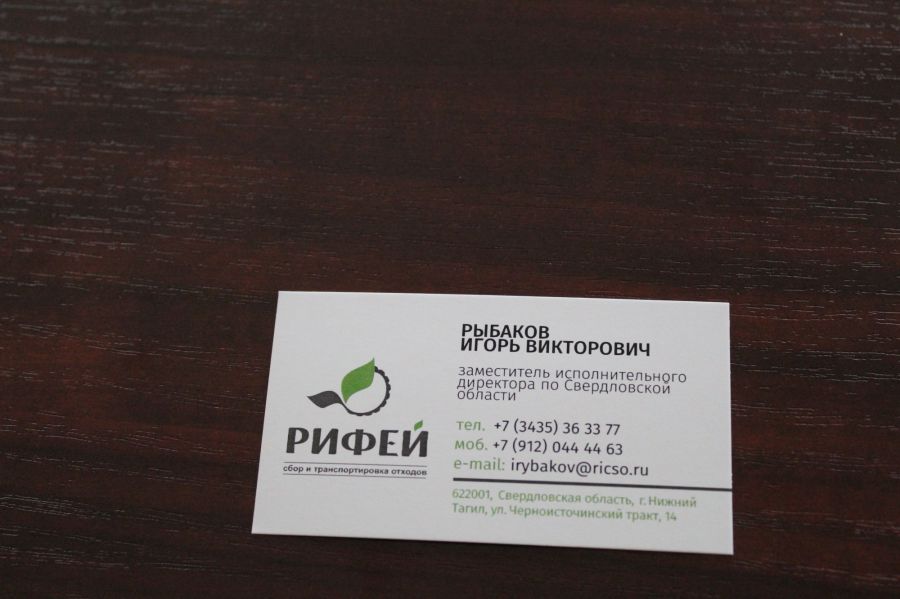 РИФЕЙ
сбор и транспортировка отходов
РЫБАКОВ
ИГОРЬ ВИКТОРОВИЧ
заместитель исполнительного
директора по Свердловской
области
тел. +7 (3435) 36 33 77
моб. +7 (912) 044 44 63
e-mail: irybakov@ricso.ru
622001, Свердловская область, г. Нижний
Тагил, ул. Черноисточинский тракт, 14